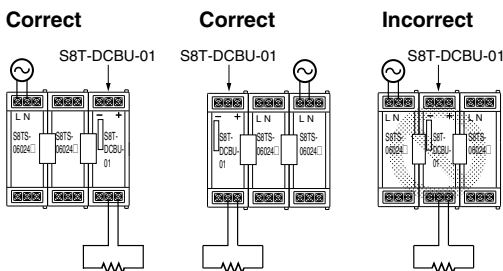 Correct
S8T-DCBU-01
L N
− +
S8TS-
06024□
S8TS-
06024□
S8T-
DCBU-
01
Correct
S8T-DCBU-01
− +
L N
L N
S8T-
DCBU-
01
S8TS-
06024□
S8TS-
06024□
Incorrect
S8T-DCBU-01
L N
− +
L N
S8TS-
06024□
S8T-
DCBU-
01
S8TS-
06024□